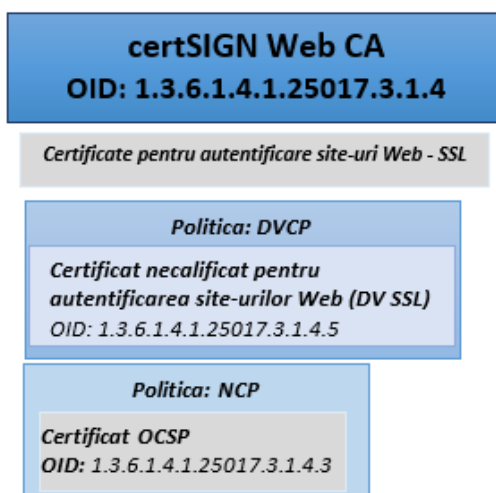 certSIGN Web CA
OID: 1.3.6.1.4.1.25017.3.1.4
Certificate pentru autentificare site-uri Web - SSL
Politica: DVCP
Certificat necalificat pentru
autentificarea site-urilor Web (DV SSL)
OID: 1.3.6.1.4.1.25017.3.1.4.5
Politica: NCP
Certificat OCSP
OID: 1.3.6.1.4.1.25017.3.1.4.3